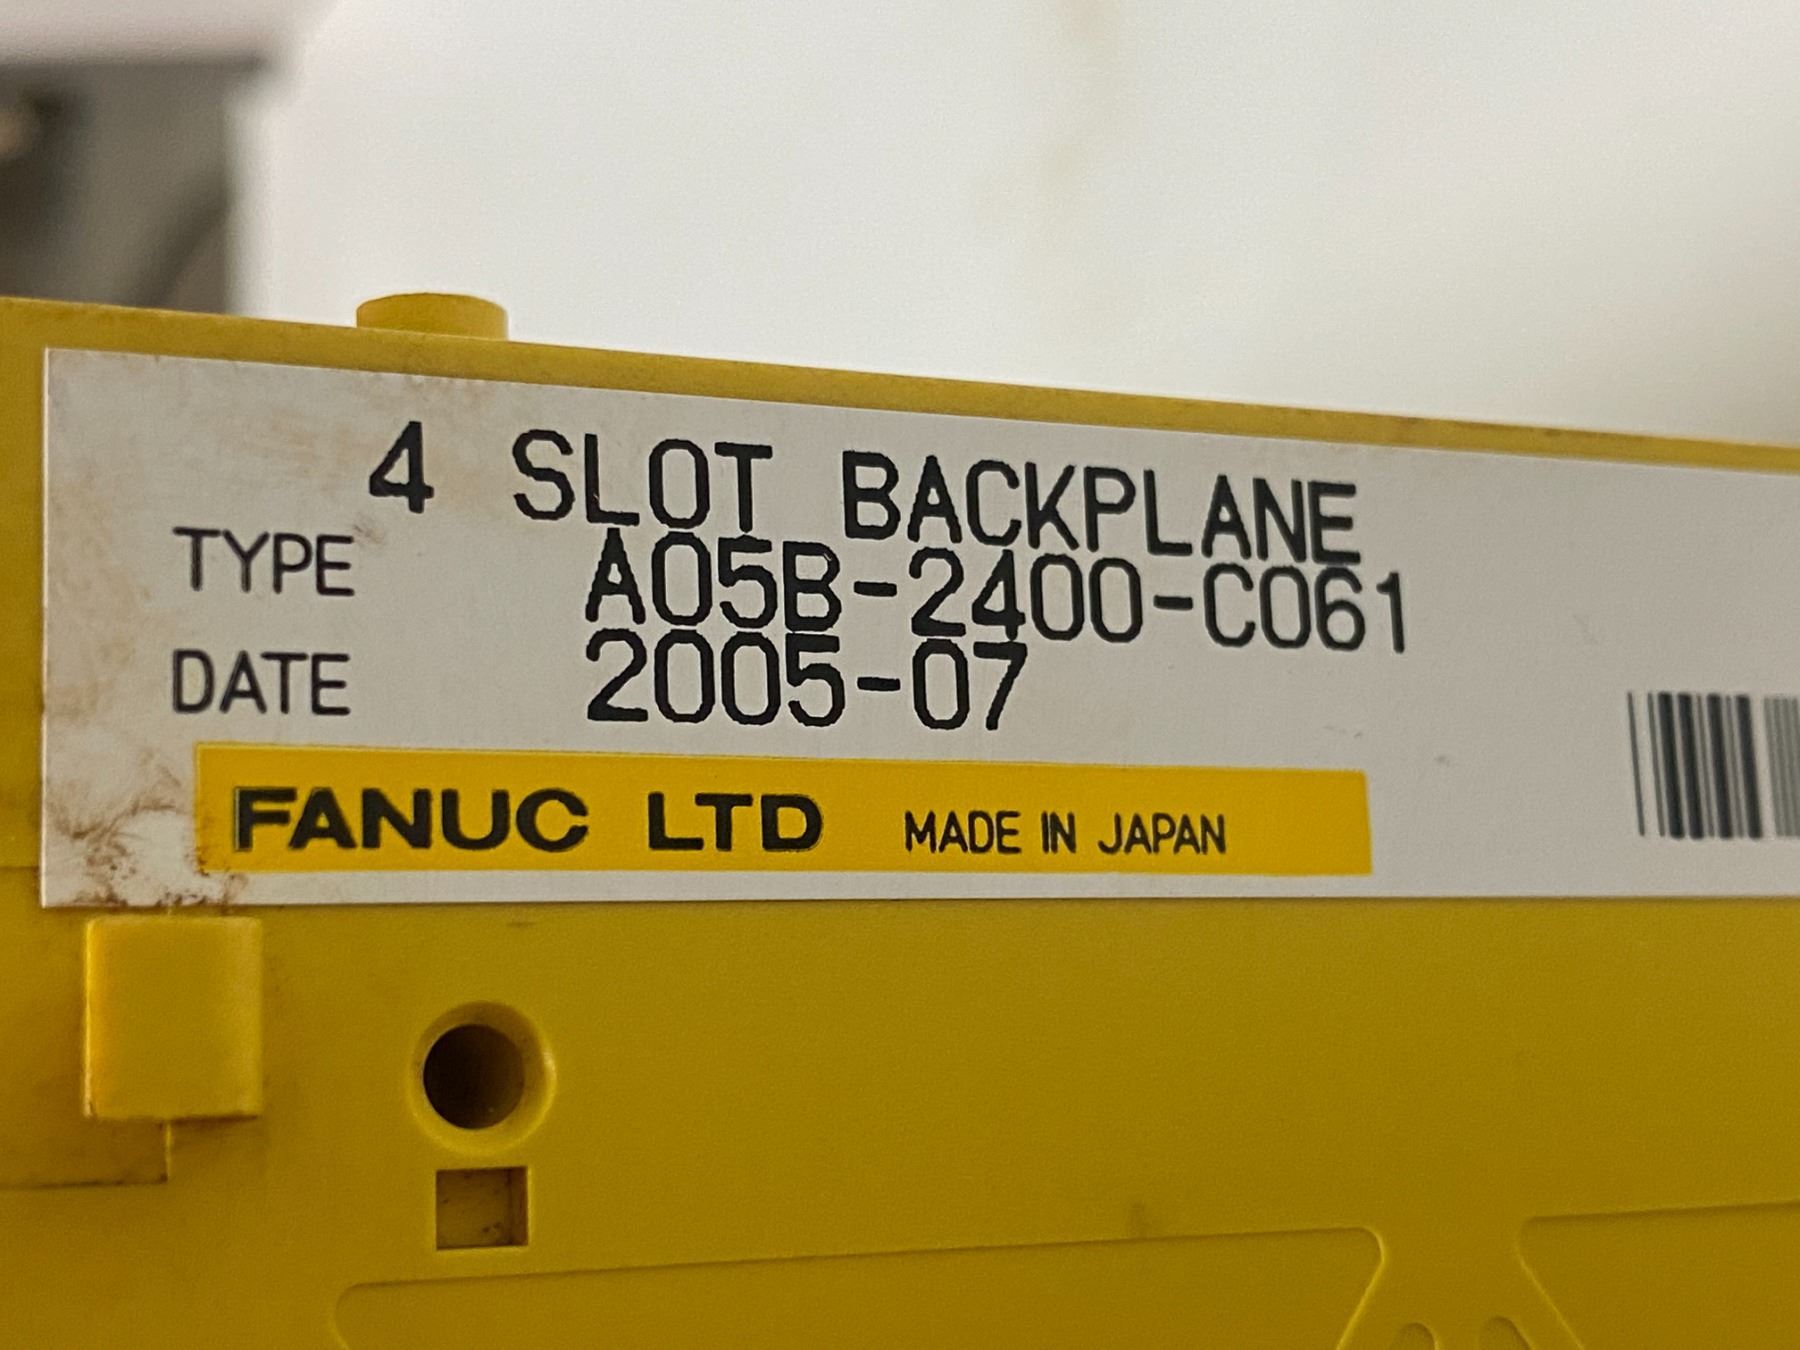 4 SLOT BACKPLANE
TYPE A05B-2400-C061
DATE 2005-07
FANUC LTD MADE IN JAPAN